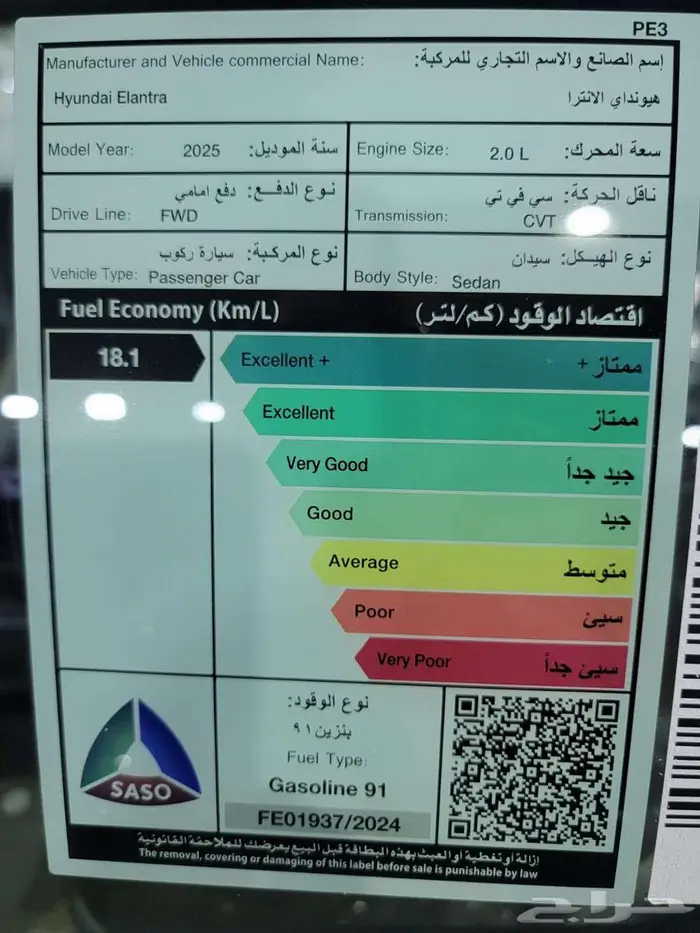 PE3
Manufacturer and Vehicle commercial Name: إسم الصانع والاسم التجاري للمركبة:
Hyundai Elantra هيونداي الانترا
Model Year: 2025 سنة الموديل: Engine Size: 2.0 L سعة المحرك:
نوع الدفع: دفع امامي ناقل الحركة: سي في تي
Drive Line: FWD Transmission: CVT
نوع المركبة: سيارة ركوب نوع الهيكل: سيدان
Vehicle Type: Passenger Car Body Style: Sedan
Fuel Economy (Km/L) اقتصاد الوقود (كم/لتر)
18.1 Excellent + ممتاز +
Excellent ممتاز
Very Good جيد جداً
Good جيد
Average متوسط
Poor سيئ
Very Poor سيئ جداً
نوع الوقود:
بنزين ٩١
Fuel Type:
Gasoline 91
SASO
FE01937/2024
إزالة أو تغطية أو العبث بهذه البطاقة قبل البيع يعرضك للملاحقة القانونية
The removal, covering or damaging of this label before sale is punishable by law
حراج